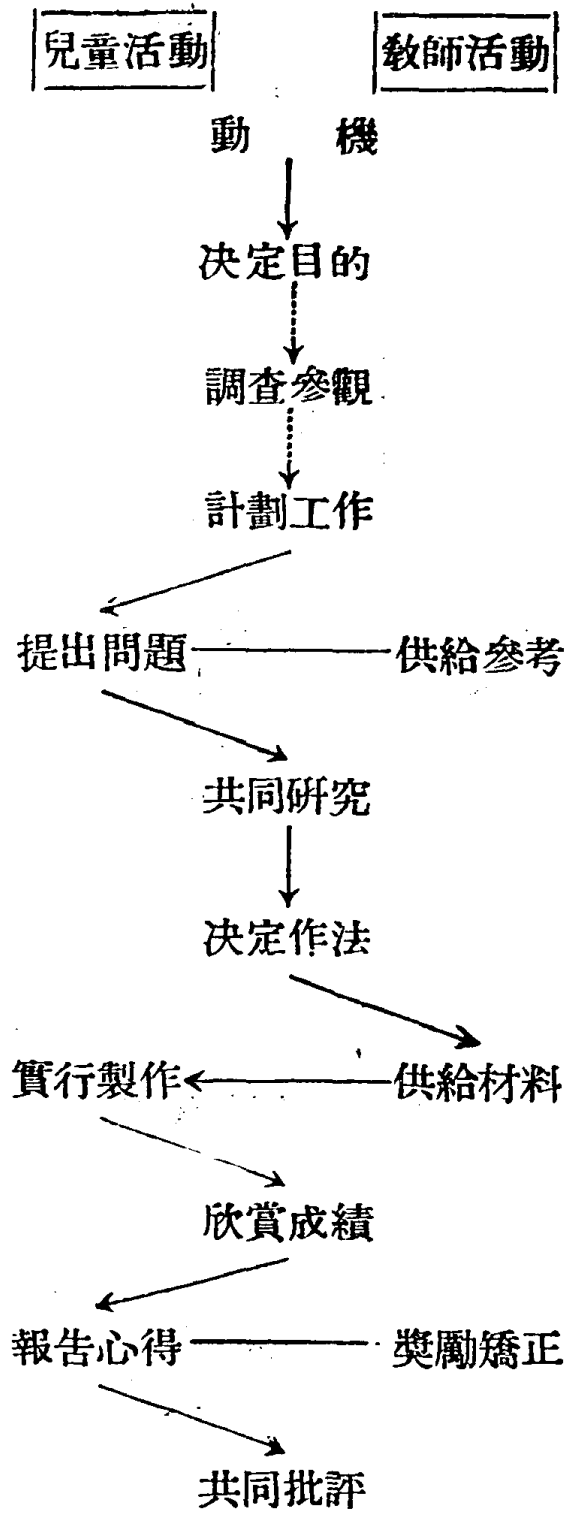 兒童活動 敎師活動
動機
決定目的
調查參觀
計劃工作
提出問題 供給參考
共同硏究
決定作法
實行製作 供給材料
欣賞成績
報告心得 獎勵矯正
共同批評